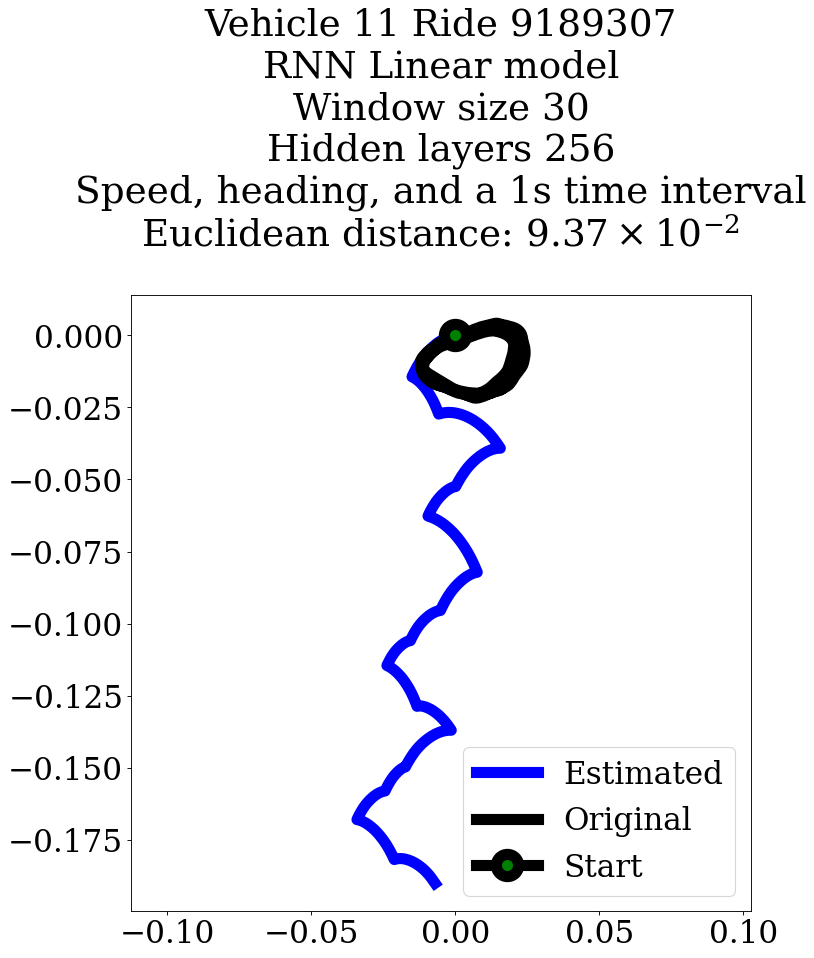 Vehicle 11 Ride 9189307
RNN Linear model
Window size 30
Hidden layers 256
Speed, heading, and a 1s time interval
Euclidean distance: 9.37 × 10⁻²
0.000
−0.025
−0.050
−0.075
−0.100
−0.125
−0.150
−0.175
Estimated
Original
Start
−0.10 −0.05 0.00 0.05 0.10